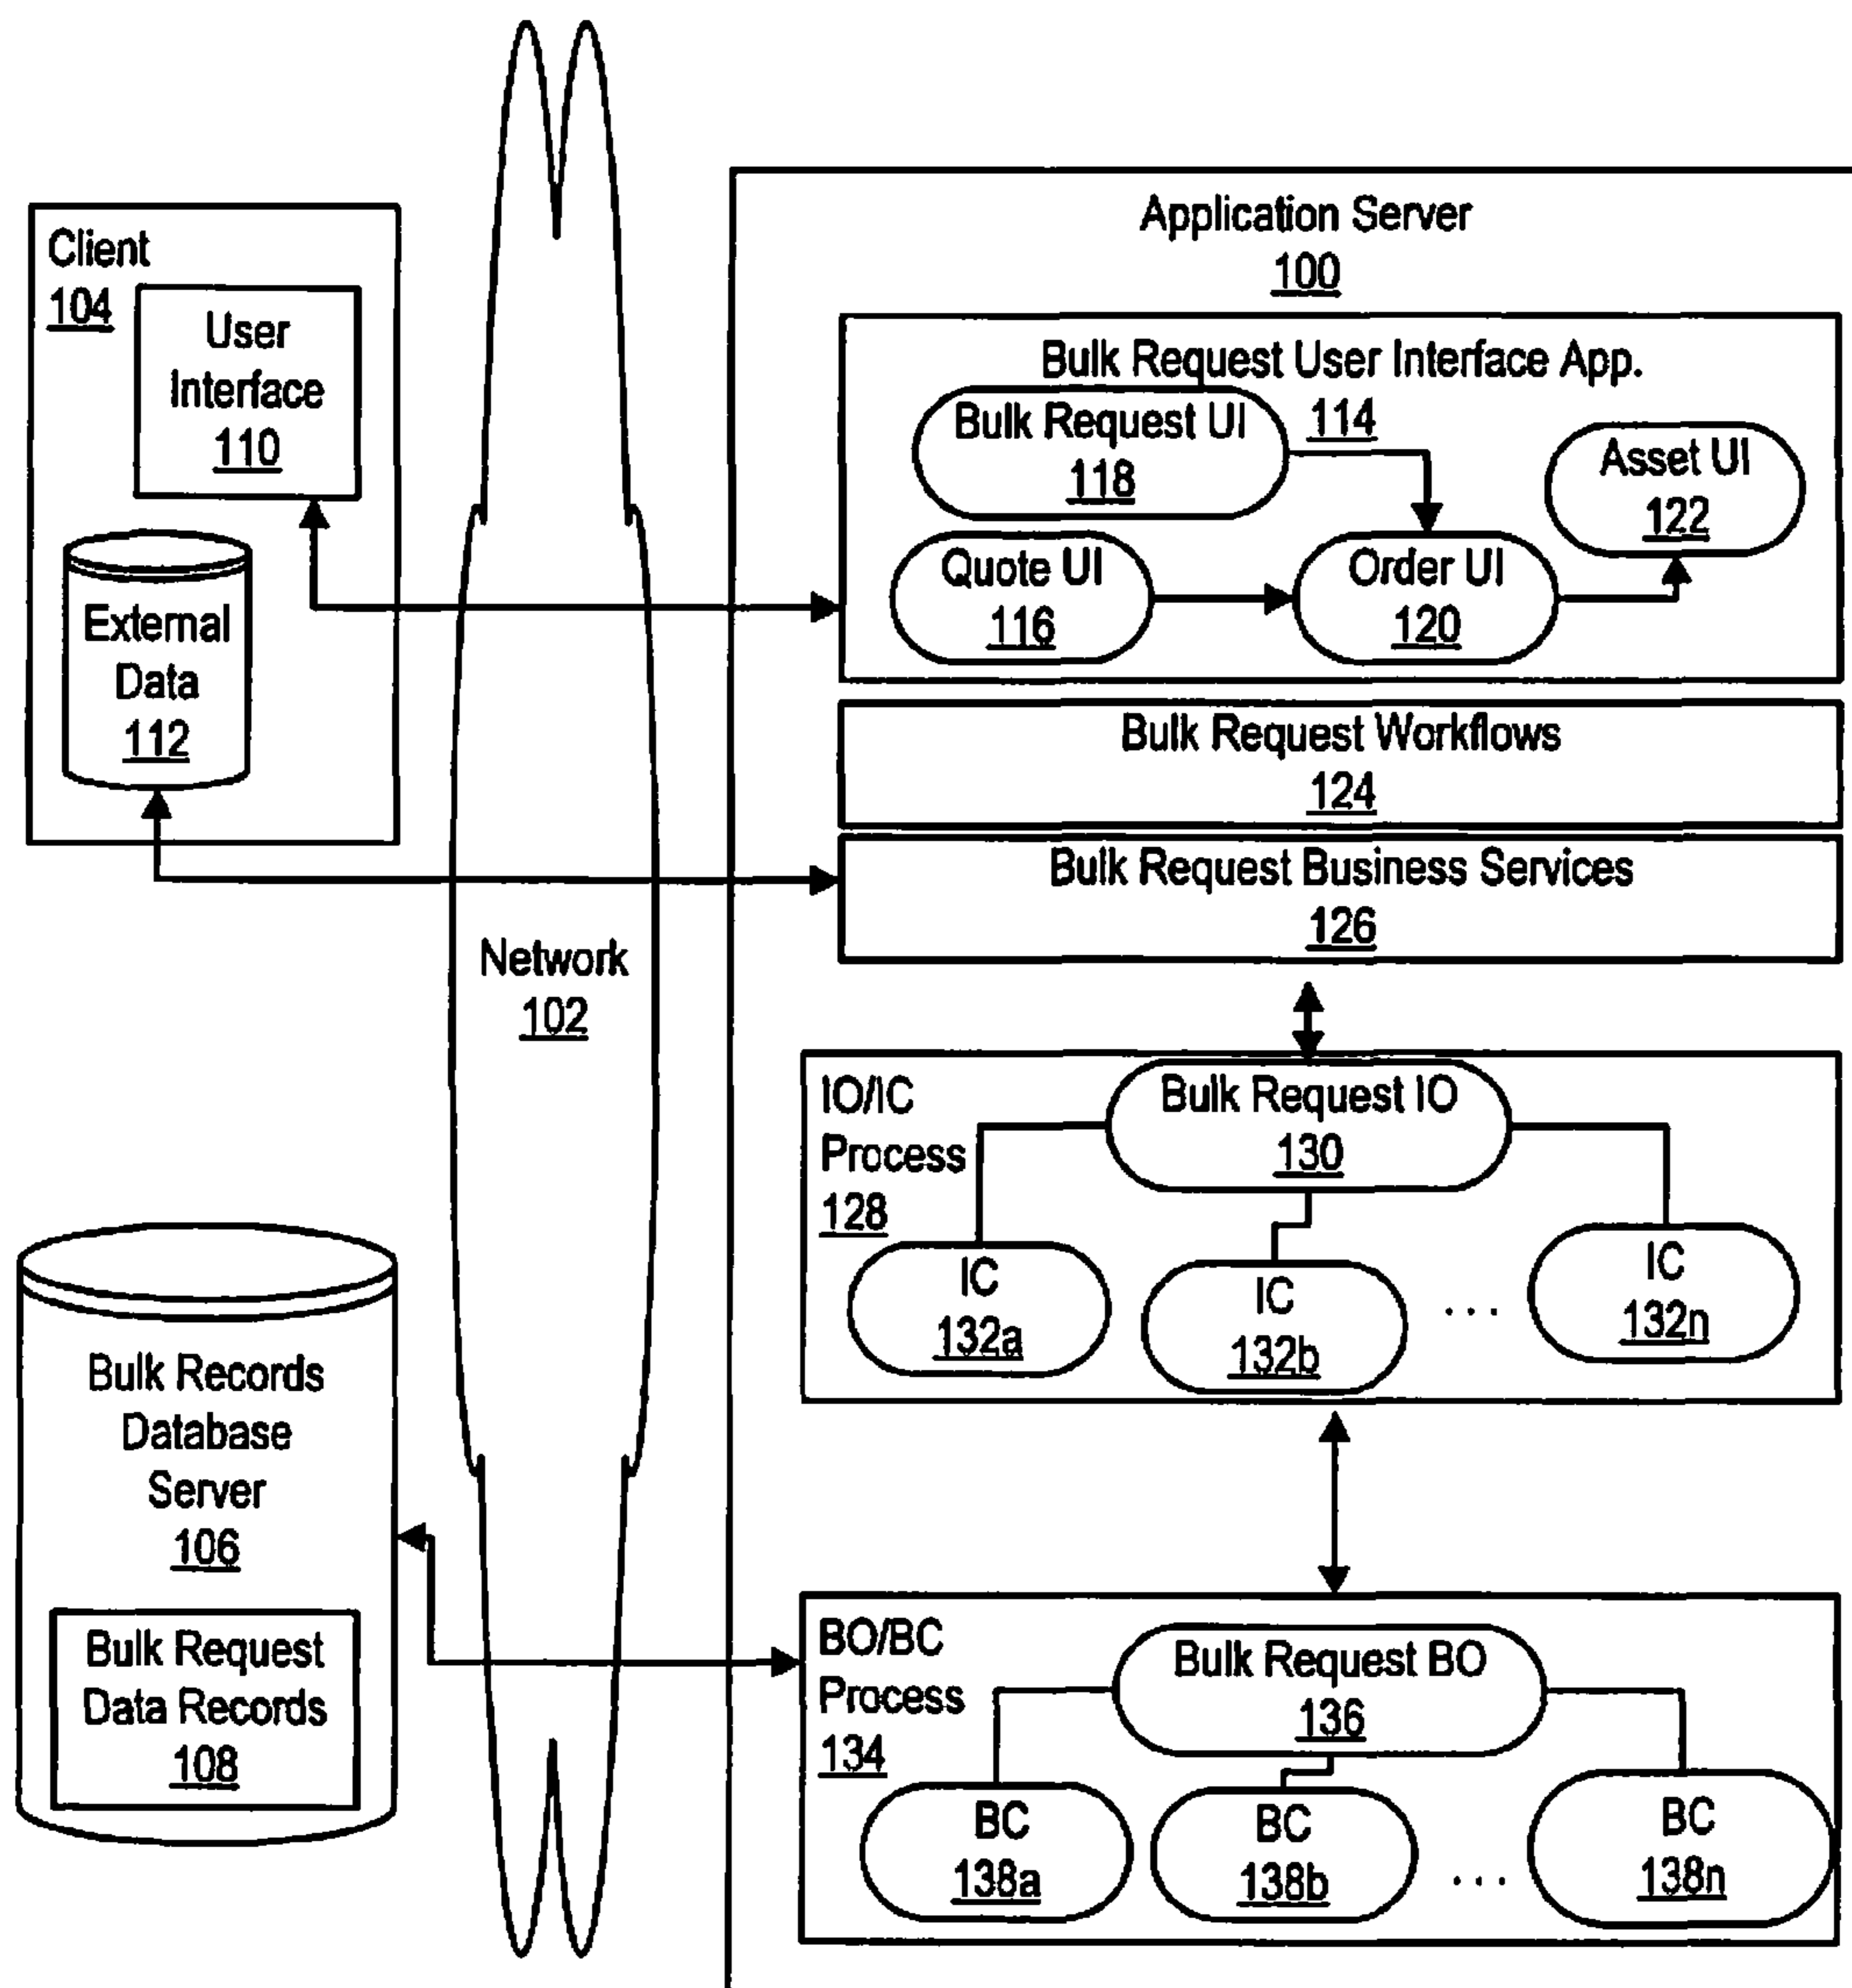 Client
104
User
Interface
110
External
Data
112
Network
102
Bulk Records
Database
Server
106
Bulk Request
Data Records
108
Application Server
100
Bulk Request User Interface App.
114
Bulk Request UI
118
Asset UI
122
Quote UI
116
Order UI
120
Bulk Request Workflows
124
Bulk Request Business Services
126
IO/IC
Process
128
Bulk Request IO
130
IC
132a
IC
132b
...
IC
132n
BO/BC
Process
134
Bulk Request BO
136
BC
138a
BC
138b
...
BC
138n